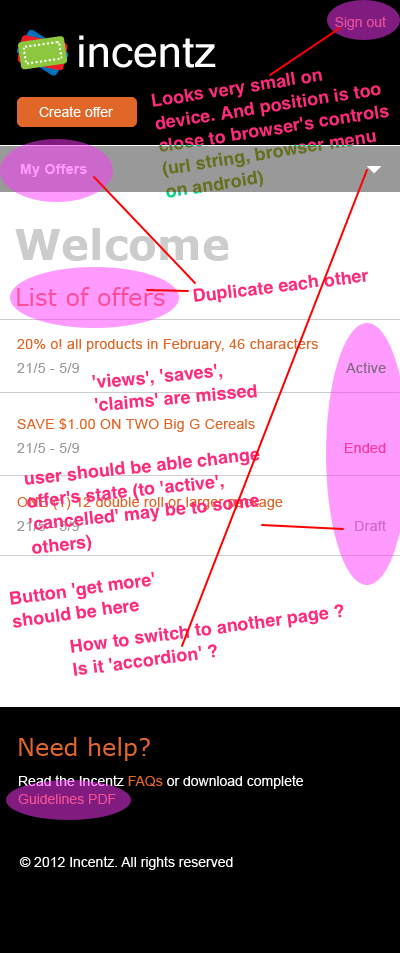 Sign out
incentz
Create offer
Looks very small on
device. And position is too
close to browser's controls
(url string, browser menu
on android)
My Offers
Welcome
List of offers
Duplicate each other
20% o! all products in February, 46 characters
21/5 - 5/9
Active
'views', 'saves',
'claims' are missed
SAVE $1.00 ON TWO Big G Cereals
21/5 - 5/9
Ended
user should be able change
offer's state (to 'active',
'cancelled' may be to some
others)
ONE (1) 12 double roll or larger package
21/5 - 5/9
Draft
Button 'get more'
should be here
How to switch to another page ?
Is it 'accordion' ?
Need help?
Read the Incentz FAQs or download complete
Guidelines PDF
© 2012 Incentz. All rights reserved